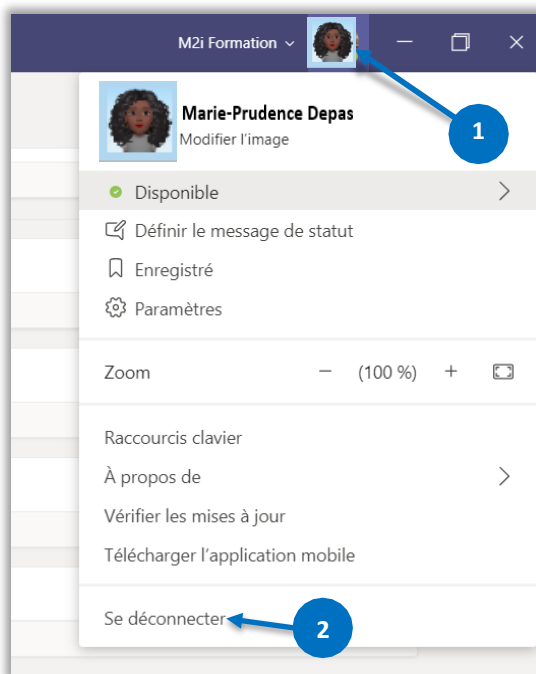 M2i Formation
1
Marie-Prudence Depas
Modifier l'image
Disponible
Définir le message de statut
Enregistré
Paramètres
Zoom − (100 %) +
Raccourcis clavier
À propos de
Vérifier les mises à jour
Télécharger l'application mobile
Se déconnecter
2